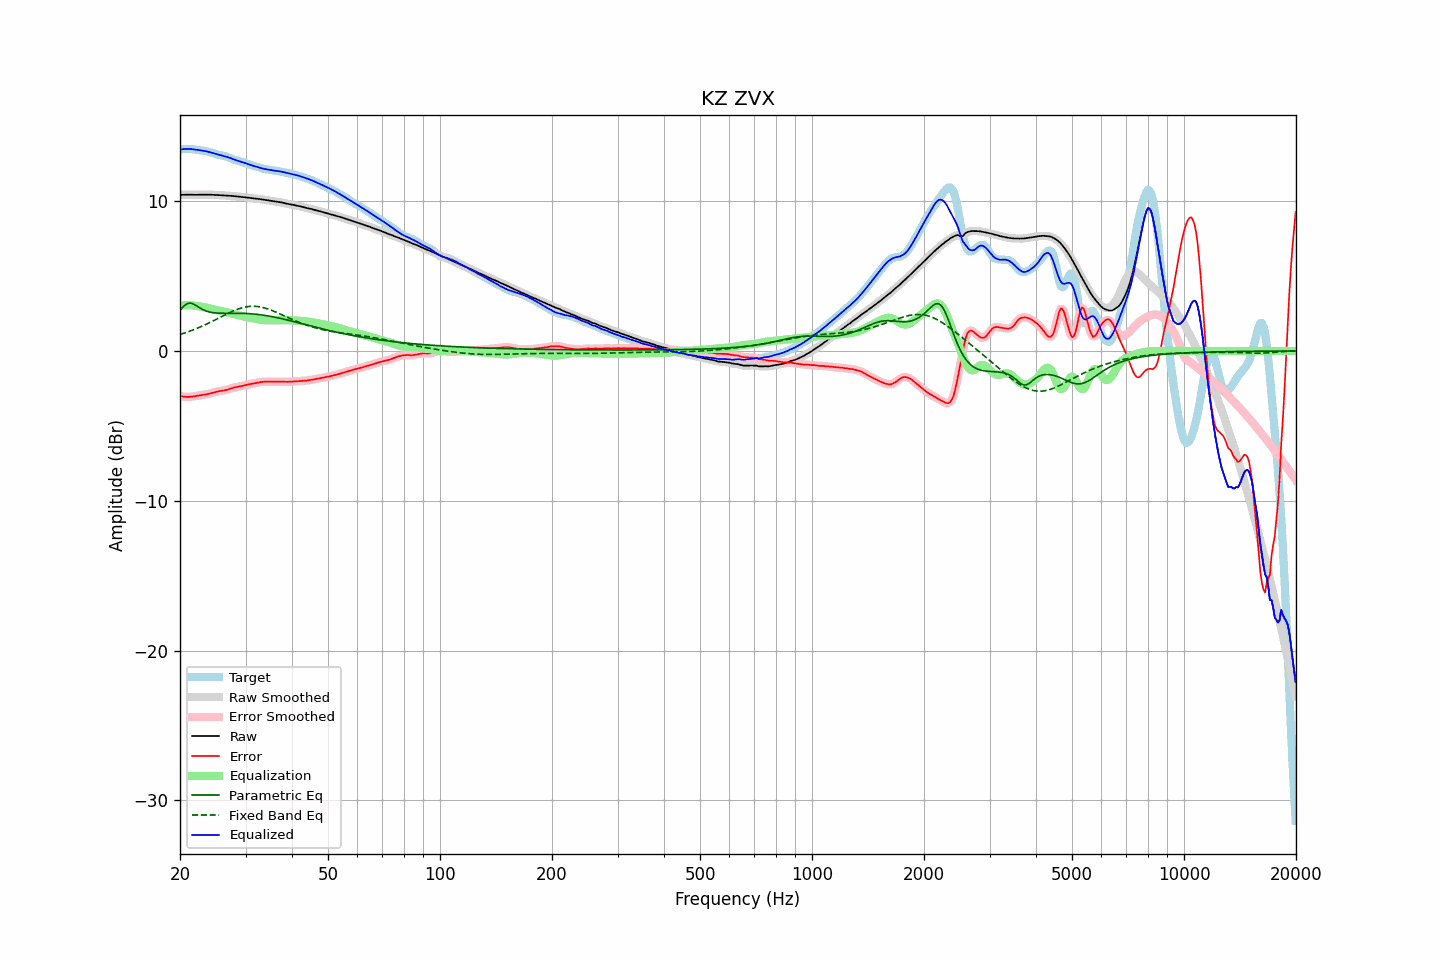 KZ ZVX
10
0
−10
−20
−30
Amplitude (dBr)
Target
Raw Smoothed
Error Smoothed
Raw
Error
Equalization
Parametric Eq
Fixed Band Eq
Equalized
20 50 100 200 500 1000 2000 5000 10000 20000
Frequency (Hz)